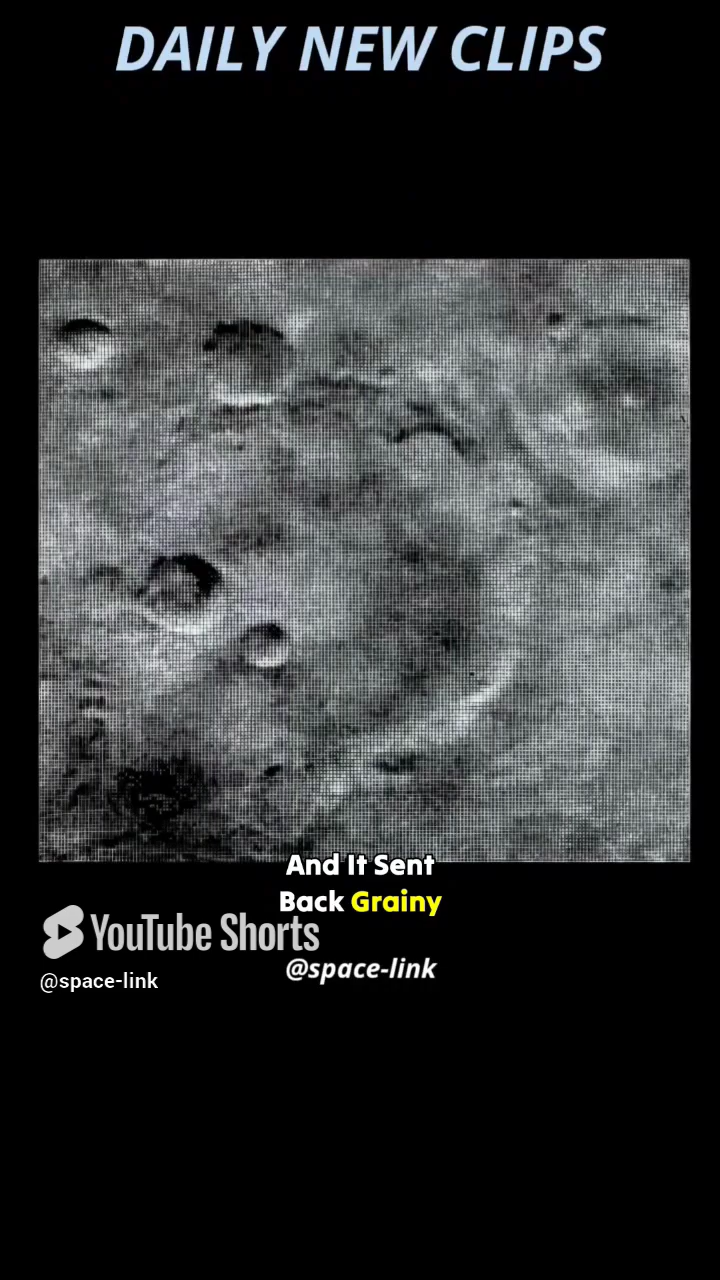 DAILY NEW CLIPS
And It Sent
Back Grainy
YouTube Shorts
@space-link
@space-link